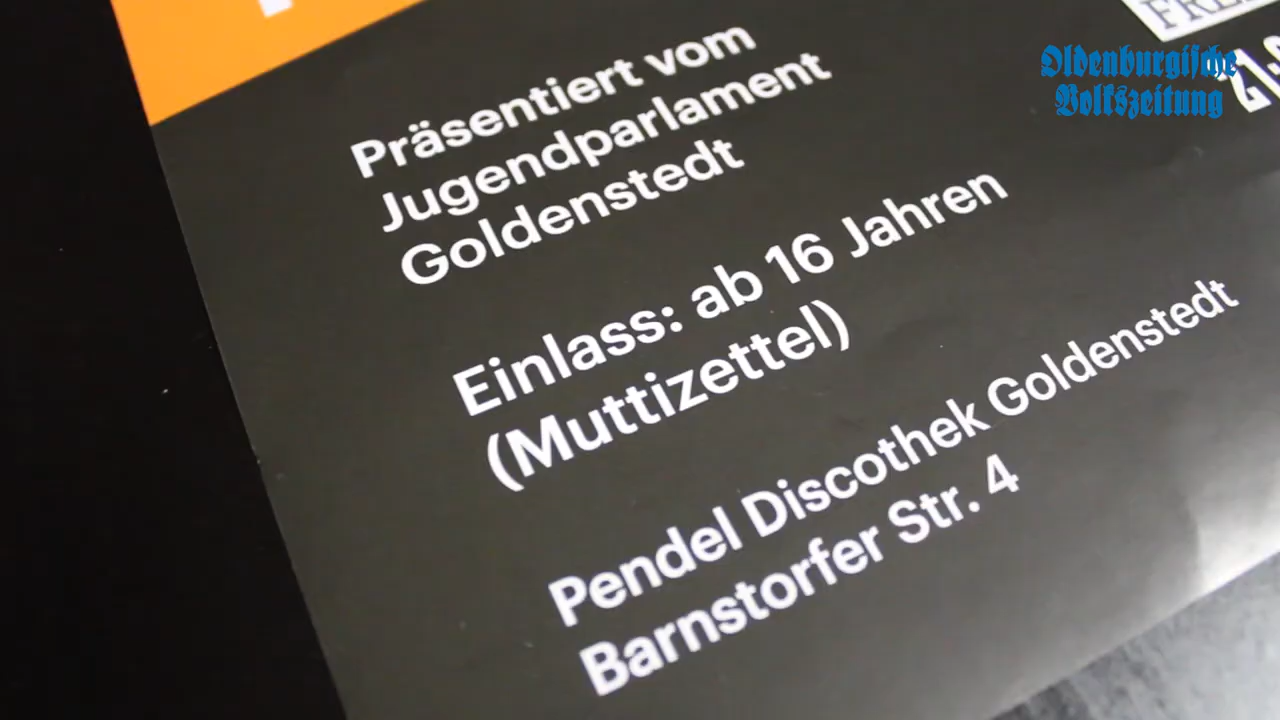 Präsentiert vom
Jugendparlament
Goldenstedt
Einlass: ab 16 Jahren
(Muttizettel)
Pendel Discothek Goldenstedt
Barnstorfer Str. 4
Oldenburgische
Volkszeitung